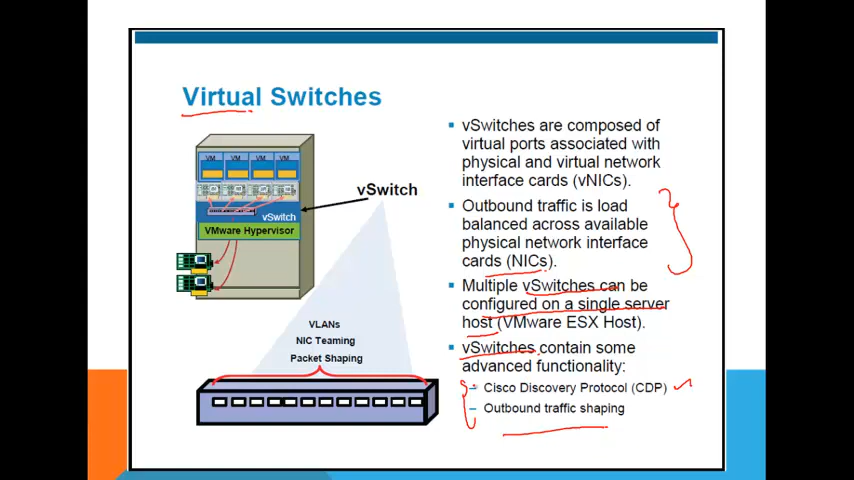 Virtual Switches
VM VM VM VM
vSwitch
VMware Hypervisor
vSwitch
VLANs
NIC Teaming
Packet Shaping
vSwitches are composed of
virtual ports associated with
physical and virtual network
interface cards (vNICs).
Outbound traffic is load
balanced across available
physical network interface
cards (NICs).
Multiple vSwitches can be
configured on a single server
host (VMware ESX Host).
vSwitches contain some
advanced functionality:
– Cisco Discovery Protocol (CDP)
– Outbound traffic shaping